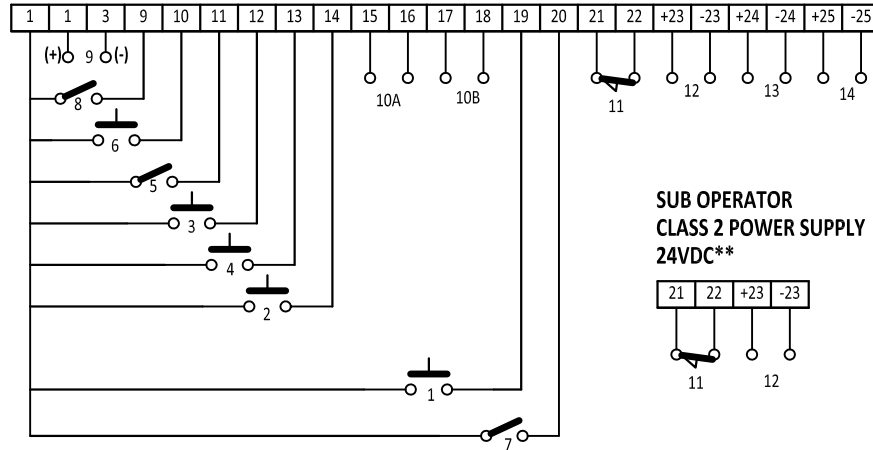 1 1 3 9 10 11 12 13 14 15 16 17 18 19 20 21 22 +23 -23 +24 -24 +25 -25
(+) 9 (-)
8
6
5
3
4
2
1
7
10A 10B 11 12 13 14
SUB OPERATOR
CLASS 2 POWER SUPPLY
24VDC**
21 22 +23 -23
11 12